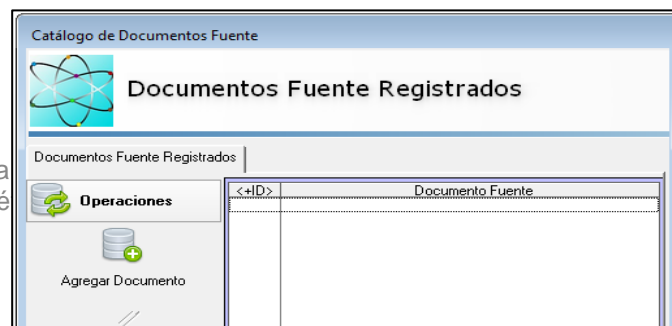 Catálogo de Documentos Fuente
Documentos Fuente Registrados
Documentos Fuente Registrados
a
é
Operaciones
<+ID> Documento Fuente
Agregar Documento